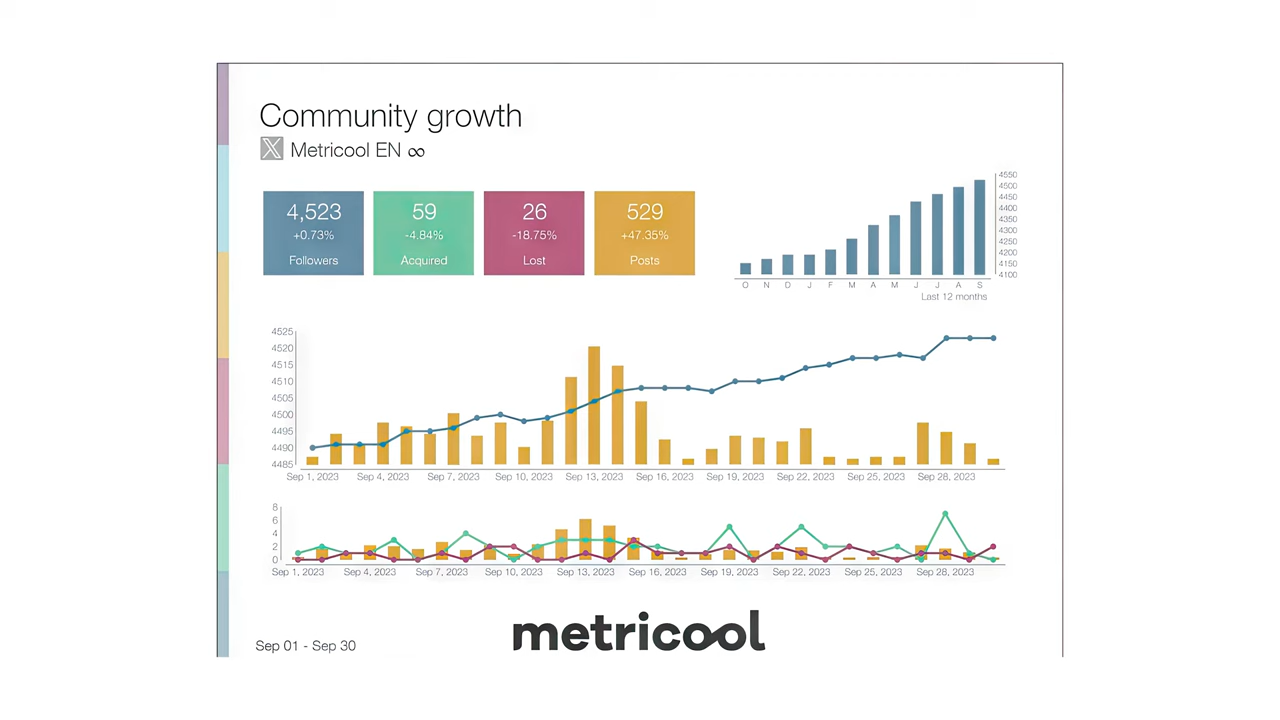 Community growth
X Metricool EN ∞
4,523
+0.73%
Followers
59
-4.84%
Acquired
26
-18.75%
Lost
529
+47.35%
Posts
4550
4500
4450
4400
4350
4300
4250
4200
4150
4100
O N D J F M A M J J A S
Last 12 months
4525
4520
4515
4510
4505
4500
4495
4490
4485
Sep 1, 2023 Sep 4, 2023 Sep 7, 2023 Sep 10, 2023 Sep 13, 2023 Sep 16, 2023 Sep 19, 2023 Sep 22, 2023 Sep 25, 2023 Sep 28, 2023
8
6
4
2
0
Sep 1, 2023 Sep 4, 2023 Sep 7, 2023 Sep 10, 2023 Sep 13, 2023 Sep 16, 2023 Sep 19, 2023 Sep 22, 2023 Sep 25, 2023 Sep 28, 2023
Sep 01 - Sep 30
metricool